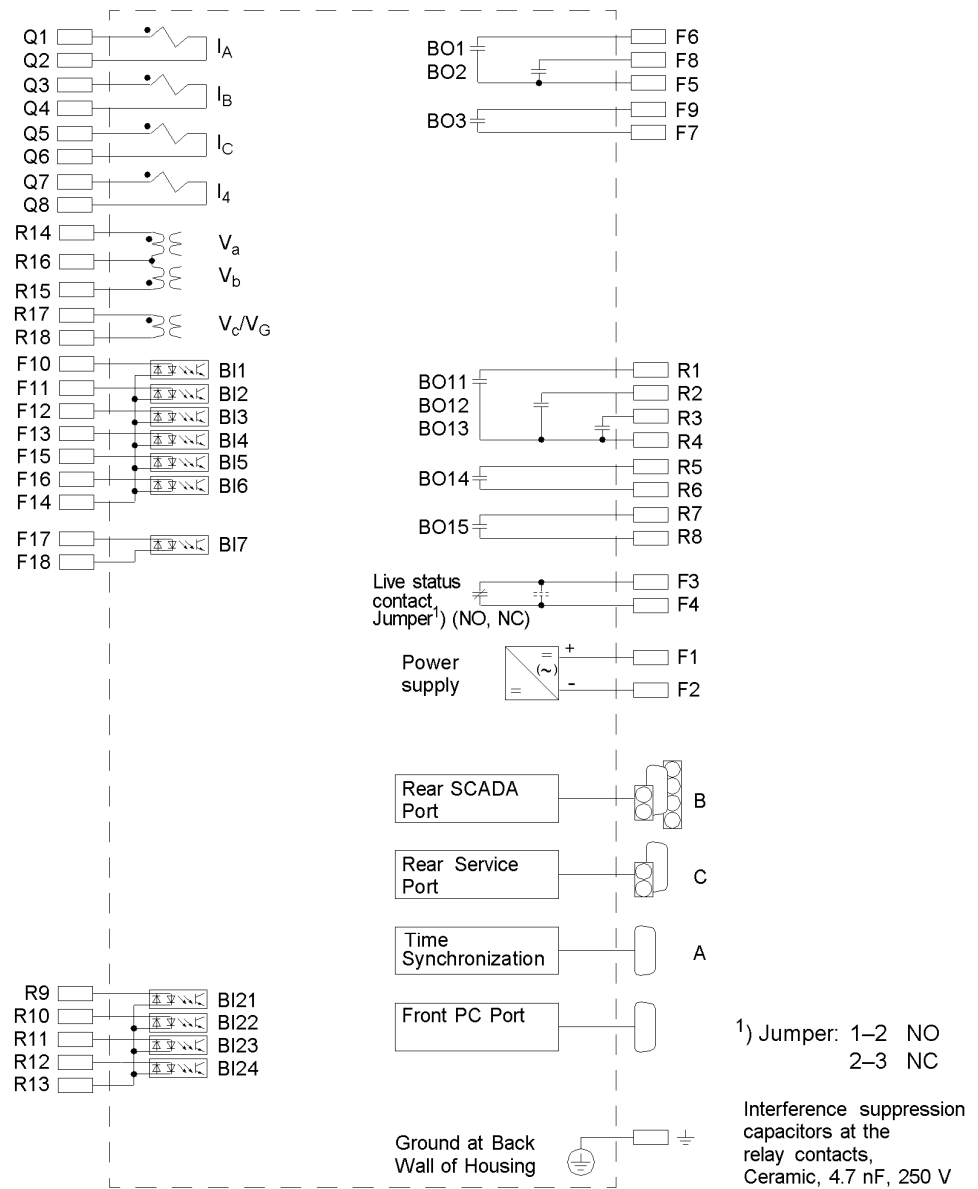 Q1
Q2
I_A
Q3
Q4
I_B
Q5
Q6
I_C
Q7
Q8
I_4
R14
R16
R15
V_a
V_b
R17
R18
V_c/V_G
F10 BI1
F11 BI2
F12 BI3
F13 BI4
F15 BI5
F16 BI6
F14
F17 BI7
F18
R9 BI21
R10 BI22
R11 BI23
R12 BI24
R13
BO1
BO2
F6
F8
F5
BO3
F9
F7
BO11
BO12
BO13
R1
R2
R3
R4
BO14
R5
R6
BO15
R7
R8
Live status
contact
Jumper¹) (NO, NC)
F3
F4
Power
supply
=
(~)
=
+
-
F1
F2
Rear SCADA
Port
B
Rear Service
Port
C
Time
Synchronization
A
Front PC Port
Ground at Back
Wall of Housing
¹) Jumper: 1–2 NO
2–3 NC
Interference suppression
capacitors at the
relay contacts,
Ceramic, 4.7 nF, 250 V